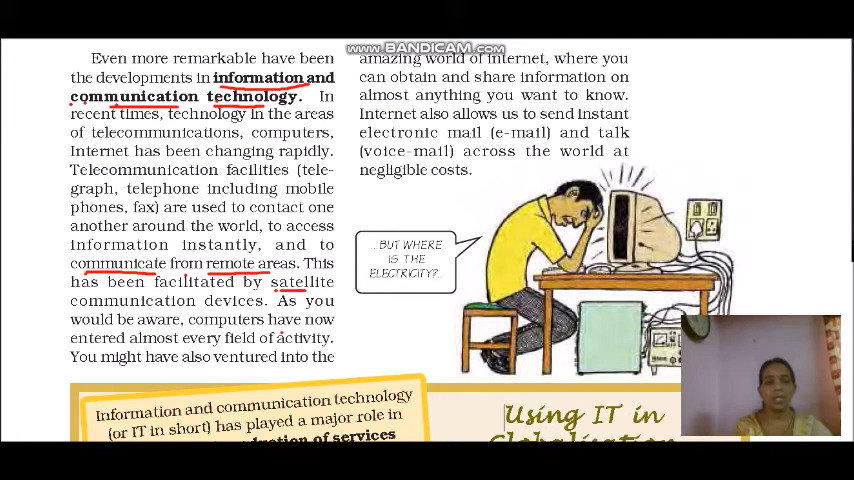 www.BANDICAM.com
Even more remarkable have been
the developments in information and
communication technology. In
recent times, technology in the areas
of telecommunications, computers,
Internet has been changing rapidly.
Telecommunication facilities (tele-
graph, telephone including mobile
phones, fax) are used to contact one
another around the world, to access
information instantly, and to
communicate from remote areas. This
has been facilitated by satellite
communication devices. As you
would be aware, computers have now
entered almost every field of activity.
You might have also ventured into the
amazing world of internet, where you
can obtain and share information on
almost anything you want to know.
Internet also allows us to send instant
electronic mail (e-mail) and talk
(voice-mail) across the world at
negligible costs.
...BUT WHERE
IS THE
ELECTRICITY?..
Information and communication technology
(or IT in short) has played a major role in
of services
Using IT in
Globalisation